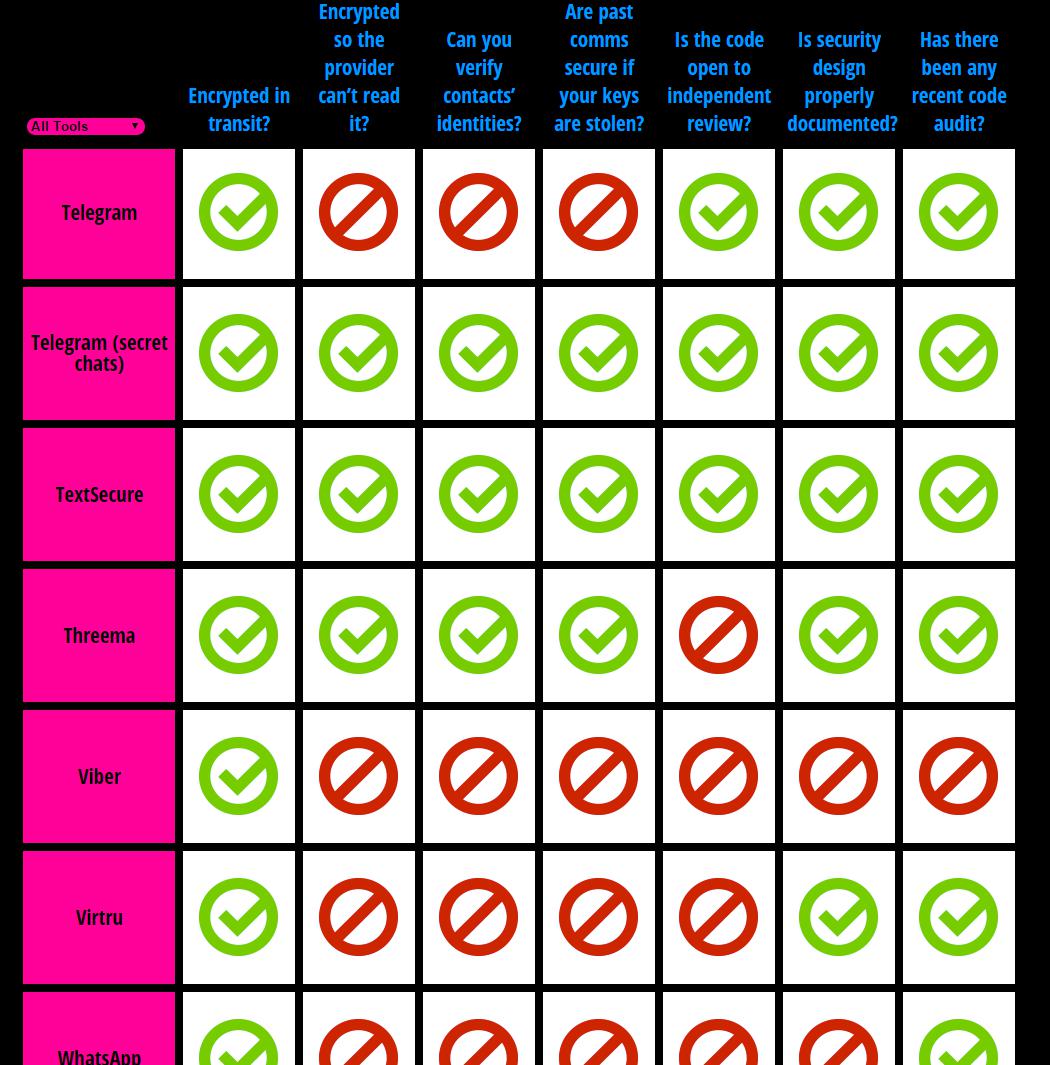 Encrypted in
transit?
Encrypted
so the
provider
can’t read
it?
Can you
verify
contacts’
identities?
Are past
comms
secure if
your keys
are stolen?
Is the code
open to
independent
review?
Is security
design
properly
documented?
Has there
been any
recent code
audit?
All Tools
Telegram
Telegram (secret
chats)
TextSecure
Threema
Viber
Virtru
WhatsApp